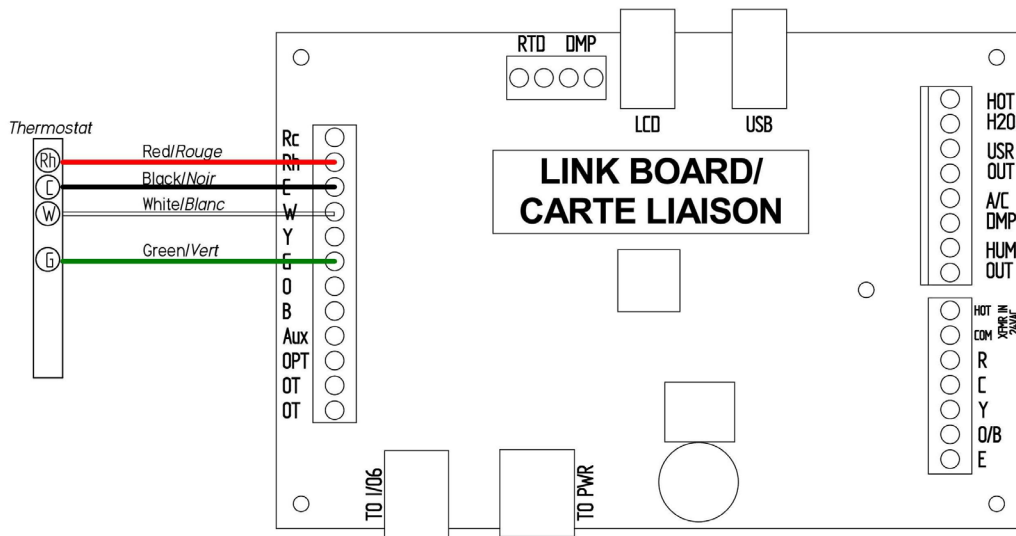 RTD DMP
LCD
USB
LINK BOARD/
CARTE LIAISON
Thermostat
Rh
C
W
G
Red/Rouge
Black/Noir
White/Blanc
Green/Vert
Rc
Rh
C
W
Y
G
O
B
Aux
OPT
OT
OT
HOT
H2O
USR
OUT
A/C
DMP
HUM
OUT
HOT
COM
XFMR IN
24VAC
R
C
Y
O/B
E
TO I/O6
TO PWR